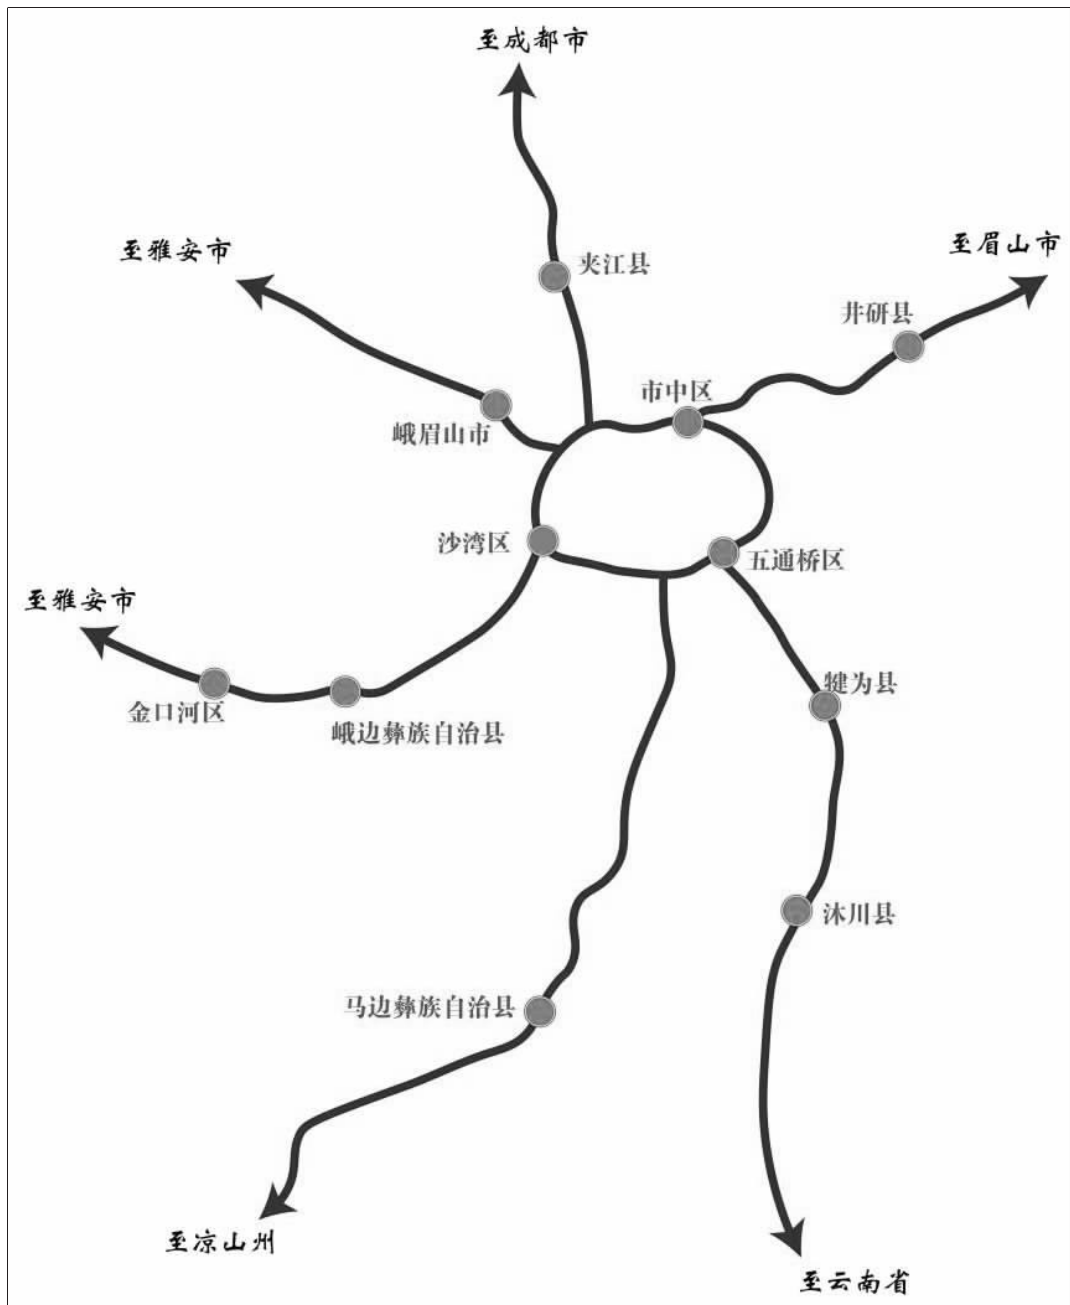 至成都市
至眉山市
至雅安市
夹江县
井研县
市中区
峨眉山市
沙湾区
五通桥区
至雅安市
犍为县
金口河区
峨边彝族自治县
沐川县
马边彝族自治县
至凉山州
至云南省